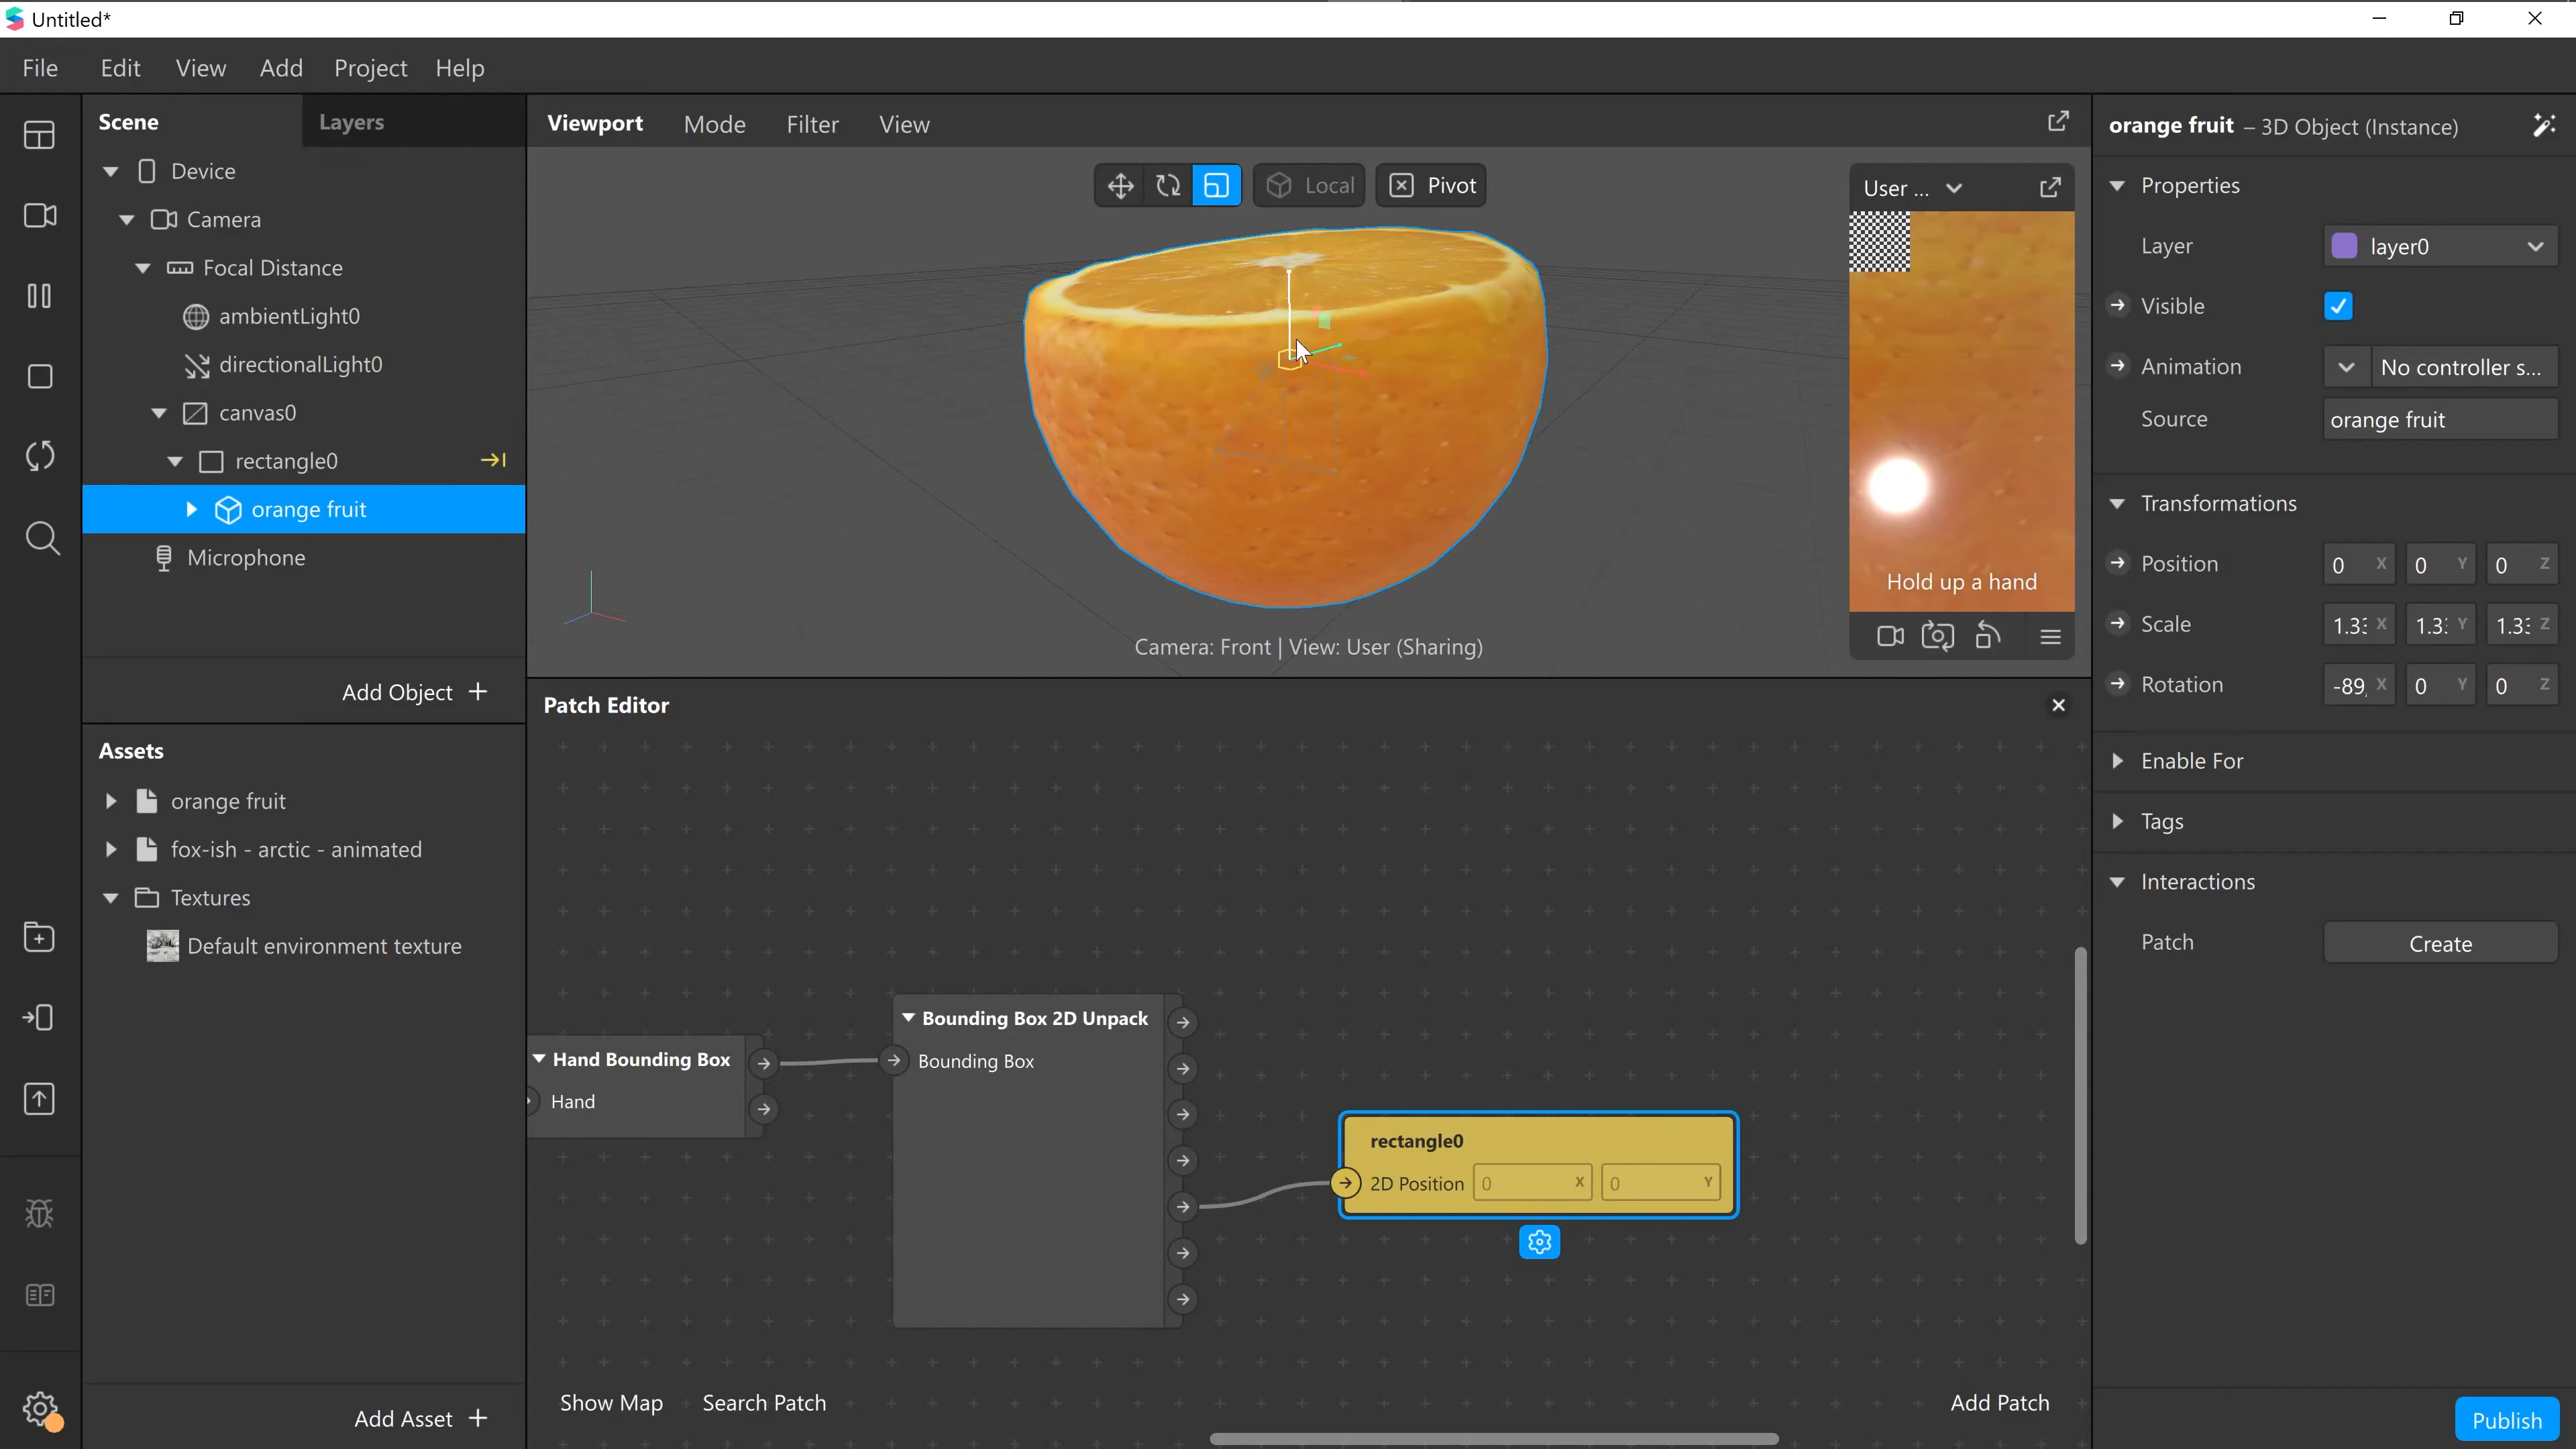 Untitled*
File Edit View Add Project Help
Scene Layers
Device
Camera
Focal Distance
ambientLight0
directionalLight0
canvas0
rectangle0
orange fruit
Microphone
Add Object +
Assets
orange fruit
fox-ish - arctic - animated
Textures
Default environment texture
Add Asset +
Viewport Mode Filter View
Local Pivot
User ...
Hold up a hand
Camera: Front | View: User (Sharing)
Patch Editor
Hand Bounding Box
Hand
Bounding Box 2D Unpack
Bounding Box
rectangle0
2D Position 0 X 0 Y
Show Map Search Patch Add Patch
orange fruit – 3D Object (Instance)
Properties
Layer layer0
Visible
Animation No controller s...
Source orange fruit
Transformations
Position 0 X 0 Y 0 Z
Scale 1.3 X 1.3 Y 1.3 Z
Rotation -89 X 0 Y 0 Z
Enable For
Tags
Interactions
Patch Create
Publish